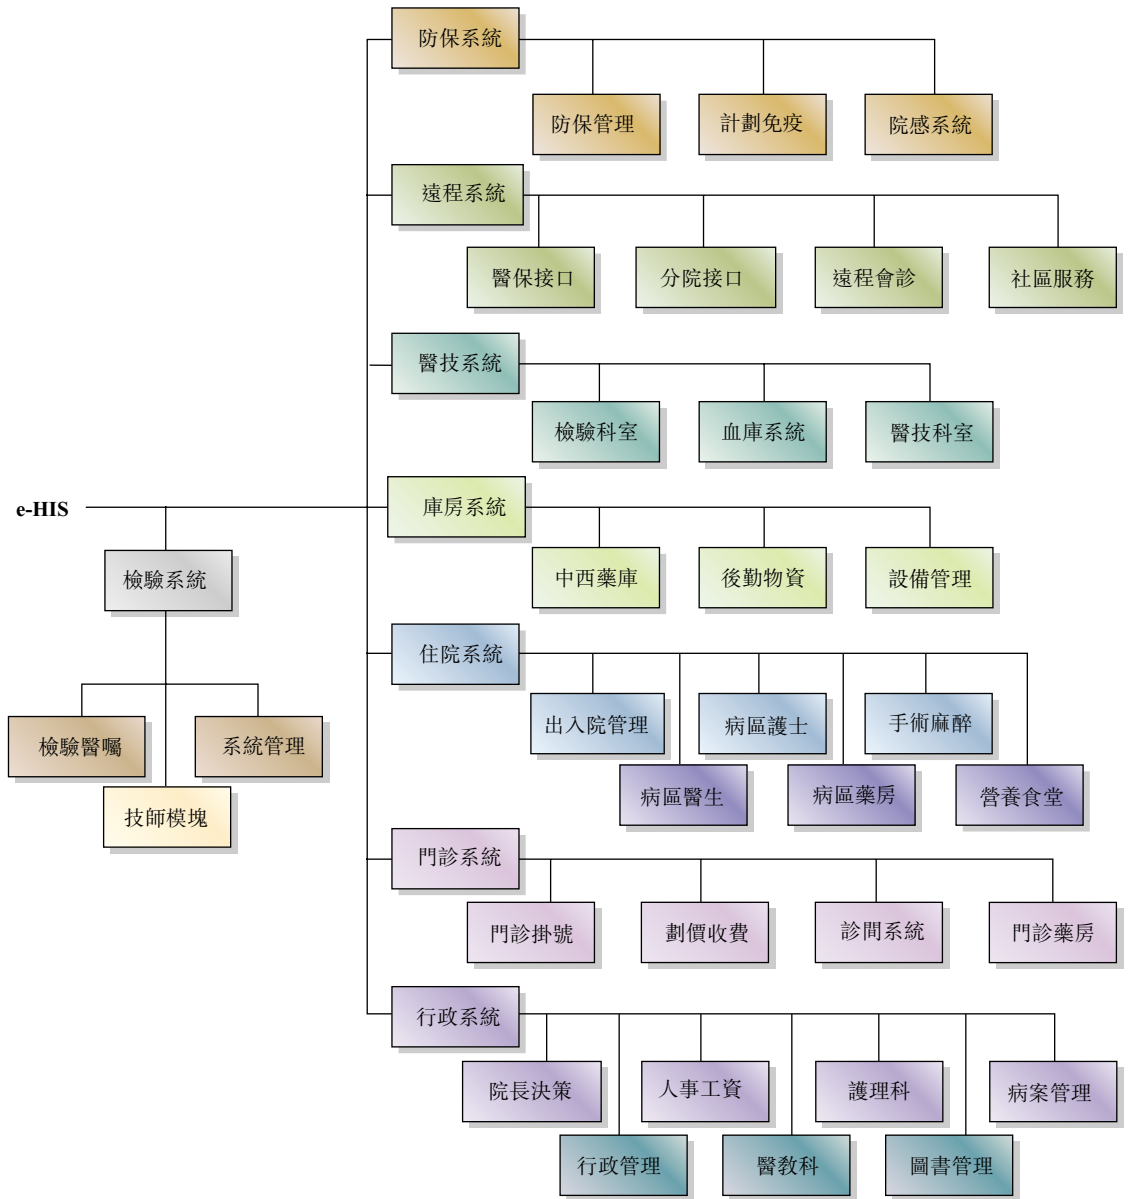 防保系統
防保管理
計劃免疫
院感系統
遠程系統
醫保接口
分院接口
遠程會診
社區服務
醫技系統
檢驗科室
血庫系統
醫技科室
e-HIS
庫房系統
中西藥庫
後勤物資
設備管理
檢驗系統
檢驗醫囑
系統管理
技師模塊
住院系統
出入院管理
病區護士
手術麻醉
病區醫生
病區藥房
營養食堂
門診系統
門診掛號
劃價收費
診間系統
門診藥房
行政系統
院長決策
人事工資
護理科
病案管理
行政管理
醫教科
圖書管理